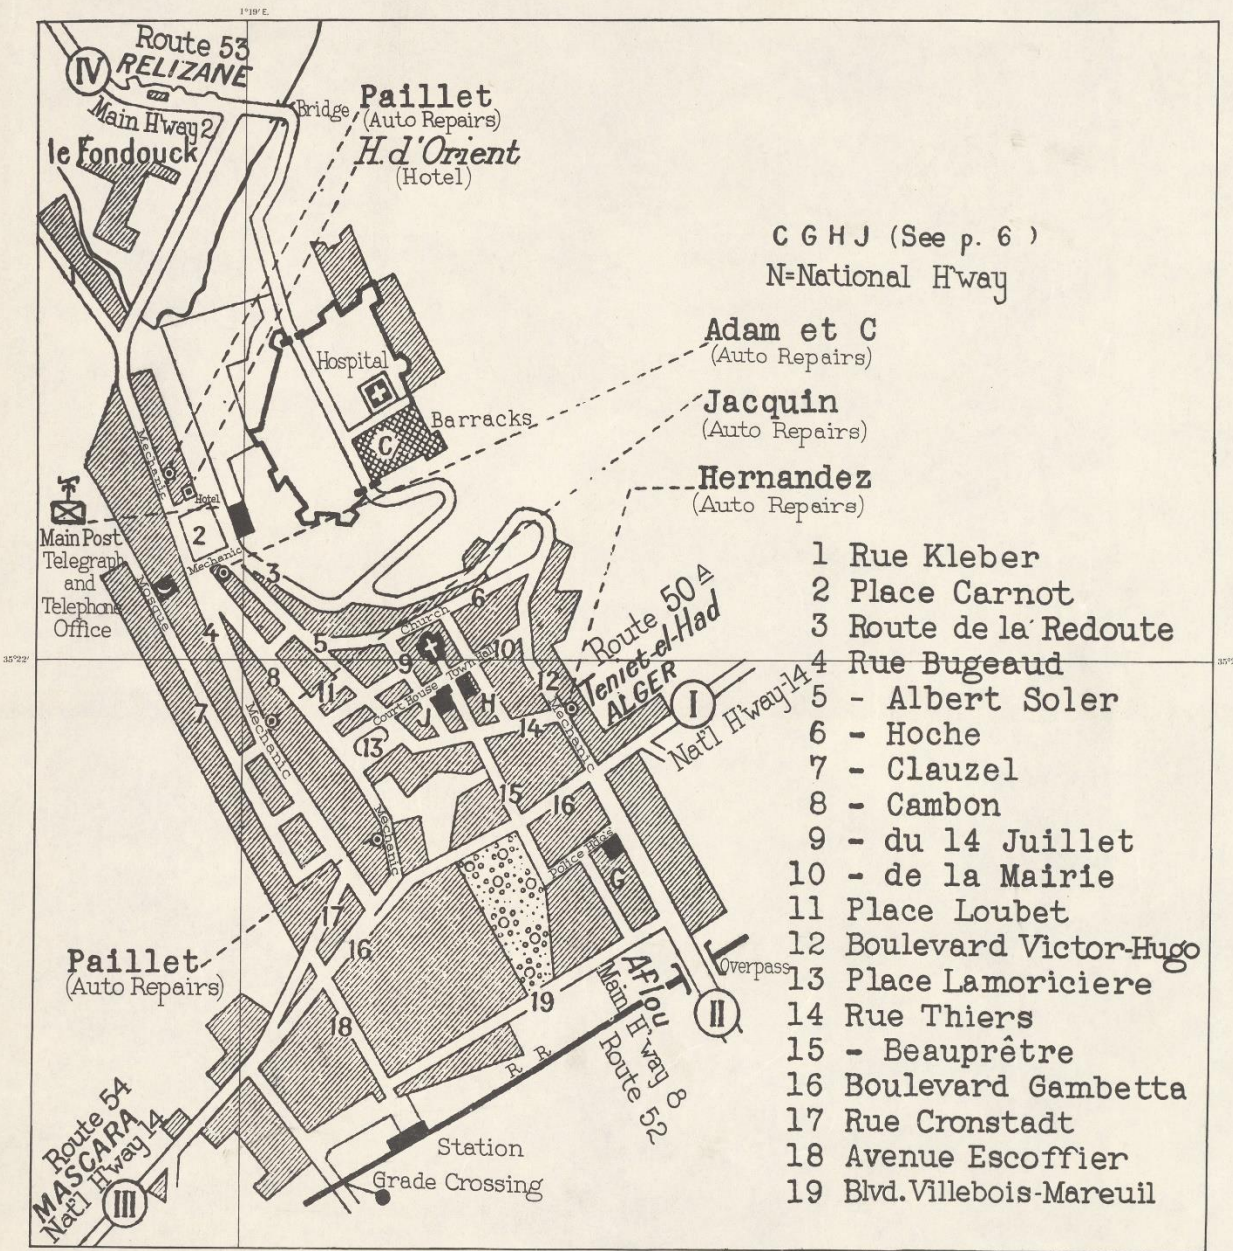 1°19' E.
Route 53
RELIZANE
IV
Main H'way 2
le Fondouck
Bridge
Paillet
(Auto Repairs)
H. d'Orient
(Hotel)
C G H J (See p. 6 )
N=National H'way
Adam et C
(Auto Repairs)
Jacquin
(Auto Repairs)
Hernandez
(Auto Repairs)
1
Hospital
Barracks
C
Mechanic
Hotel
2
Main Post
Telegraph
and
Telephone
Office
Mechanic
3
Mosque
4
5
6
Church
9
10
Town Hall
Court House
J
H
11
12
8
7
Mechanic
13
14
Mechanic
Route 50 A
Teniet-el-Had
ALGER
I
Nat'l H'way 14
35°22'
35°2
15
16
Mechanic
Police Hdqs
G
17
16
18
19
Paillet
(Auto Repairs)
Aflou
Main H'way 8
Route 52
Overpass
II
R R
Station
Grade Crossing
Route 54
MASCARA
Nat'l H'way 14
III
1 Rue Kleber
2 Place Carnot
3 Route de la Redoute
4 Rue Bugeaud
5 - Albert Soler
6 - Hoche
7 - Clauzel
8 - Cambon
9 - du 14 Juillet
10 - de la Mairie
11 Place Loubet
12 Boulevard Victor-Hugo
13 Place Lamoriciere
14 Rue Thiers
15 - Beauprêtre
16 Boulevard Gambetta
17 Rue Cronstadt
18 Avenue Escoffier
19 Blvd. Villebois-Mareuil